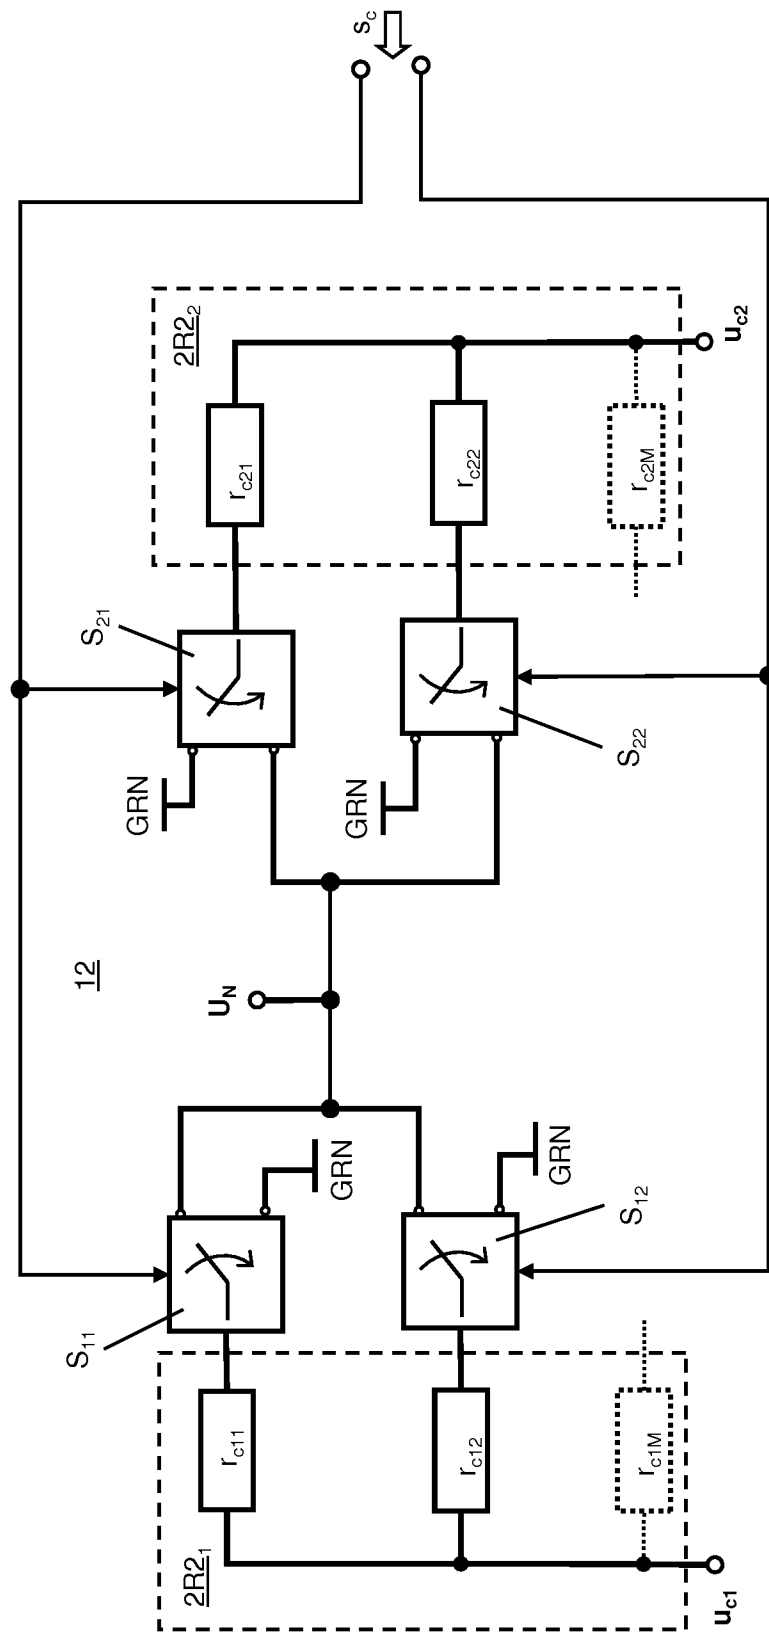 s_c
2R2_2
r_c21
r_c22
r_c2M
u_c2
S_21
S_22
GRN
GRN
12
u_N
GRN
GRN
S_11
S_12
r_c11
r_c12
r_c1M
2R2_1
u_c1